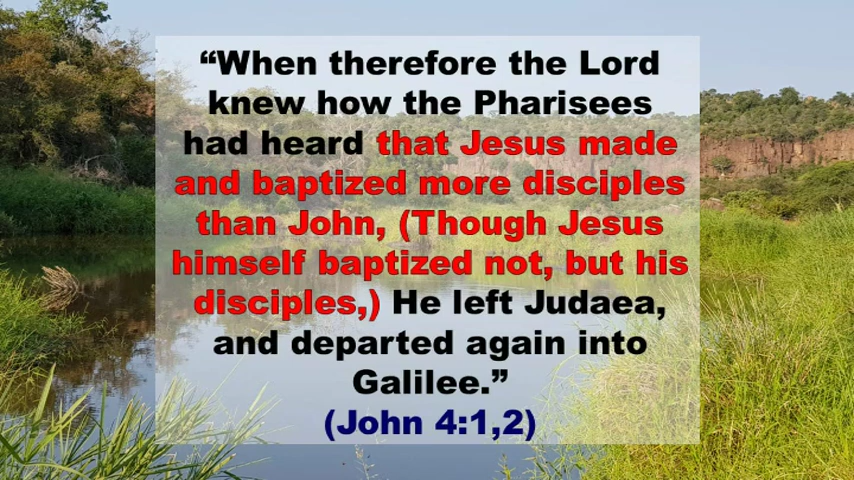 “When therefore the Lord
knew how the Pharisees
had heard that Jesus made
and baptized more disciples
than John, (Though Jesus
himself baptized not, but his
disciples,) He left Judaea,
and departed again into
Galilee.”
(John 4:1,2)